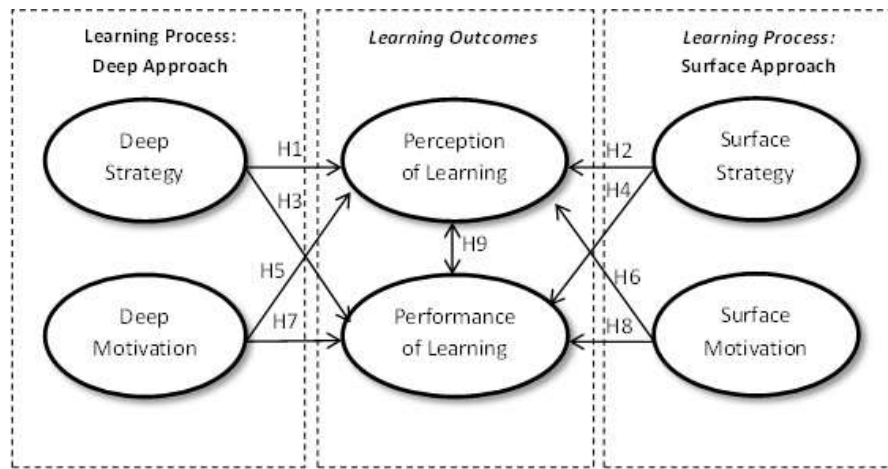 Learning Process:
Deep Approach
Learning Outcomes
Learning Process:
Surface Approach
Deep
Strategy
Perception
of Learning
Surface
Strategy
H1
H2
H3
H4
H9
H5
H6
H7
H8
Deep
Motivation
Performance
of Learning
Surface
Motivation